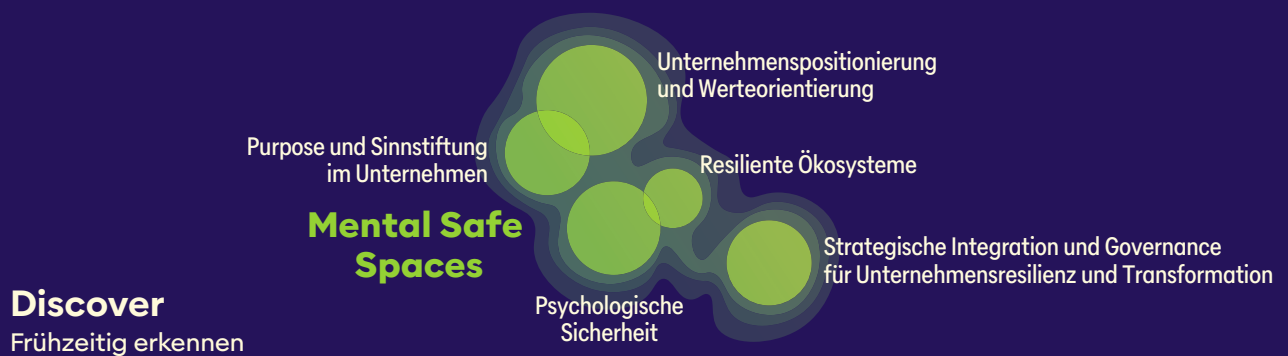 Unternehmenspositionierung
und Werteorientierung
Purpose und Sinnstiftung
im Unternehmen
Resiliente Ökosysteme
Mental Safe
Spaces
Strategische Integration und Governance
für Unternehmensresilienz und Transformation
Psychologische
Sicherheit
Discover
Frühzeitig erkennen